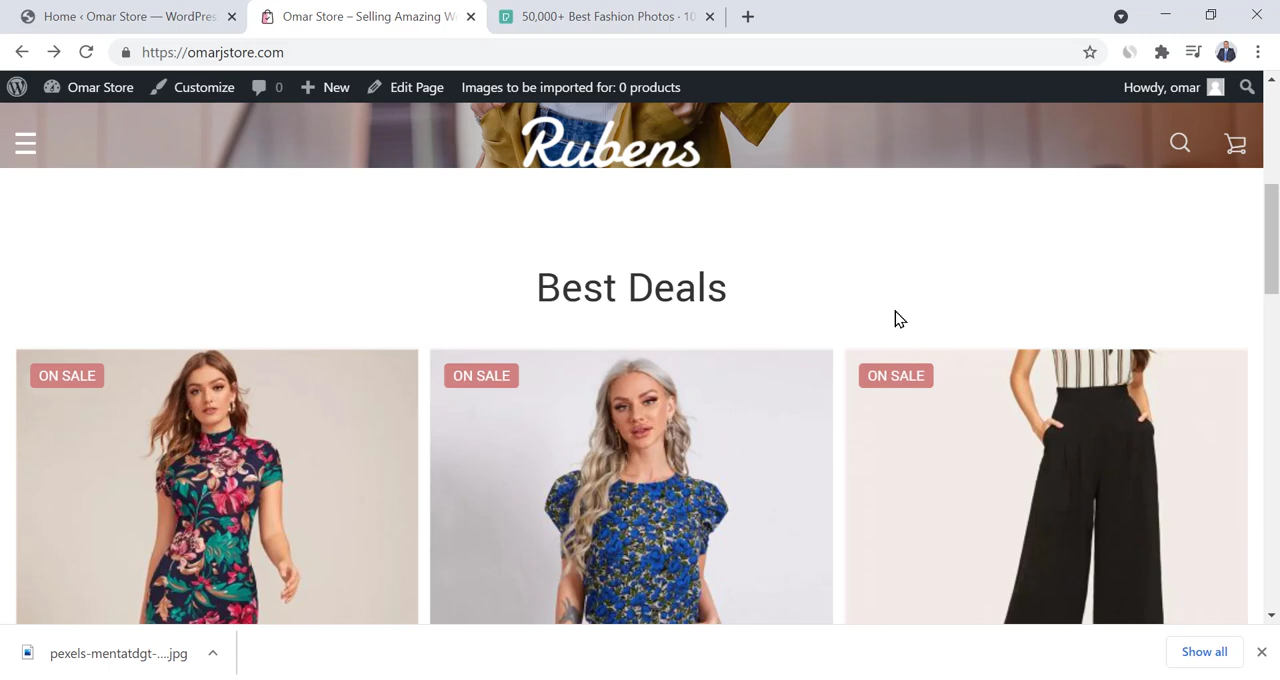 Home ‹ Omar Store — WordPres
Omar Store – Selling Amazing W
50,000+ Best Fashion Photos · 10
https://omarjstore.com
Omar Store
Customize
0
New
Edit Page
Images to be imported for: 0 products
Howdy, omar
Rubens
Best Deals
ON SALE
ON SALE
ON SALE
pexels-mentatdgt-....jpg
Show all